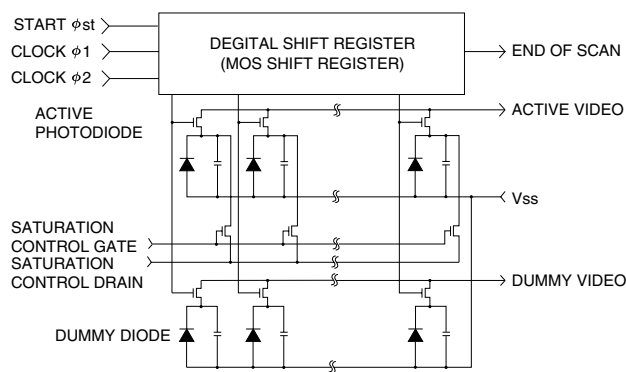 START ϕst
CLOCK ϕ1
CLOCK ϕ2
DEGITAL SHIFT REGISTER
(MOS SHIFT REGISTER)
END OF SCAN
ACTIVE
PHOTODIODE
ACTIVE VIDEO
Vss
SATURATION
CONTROL GATE
SATURATION
CONTROL DRAIN
DUMMY VIDEO
DUMMY DIODE